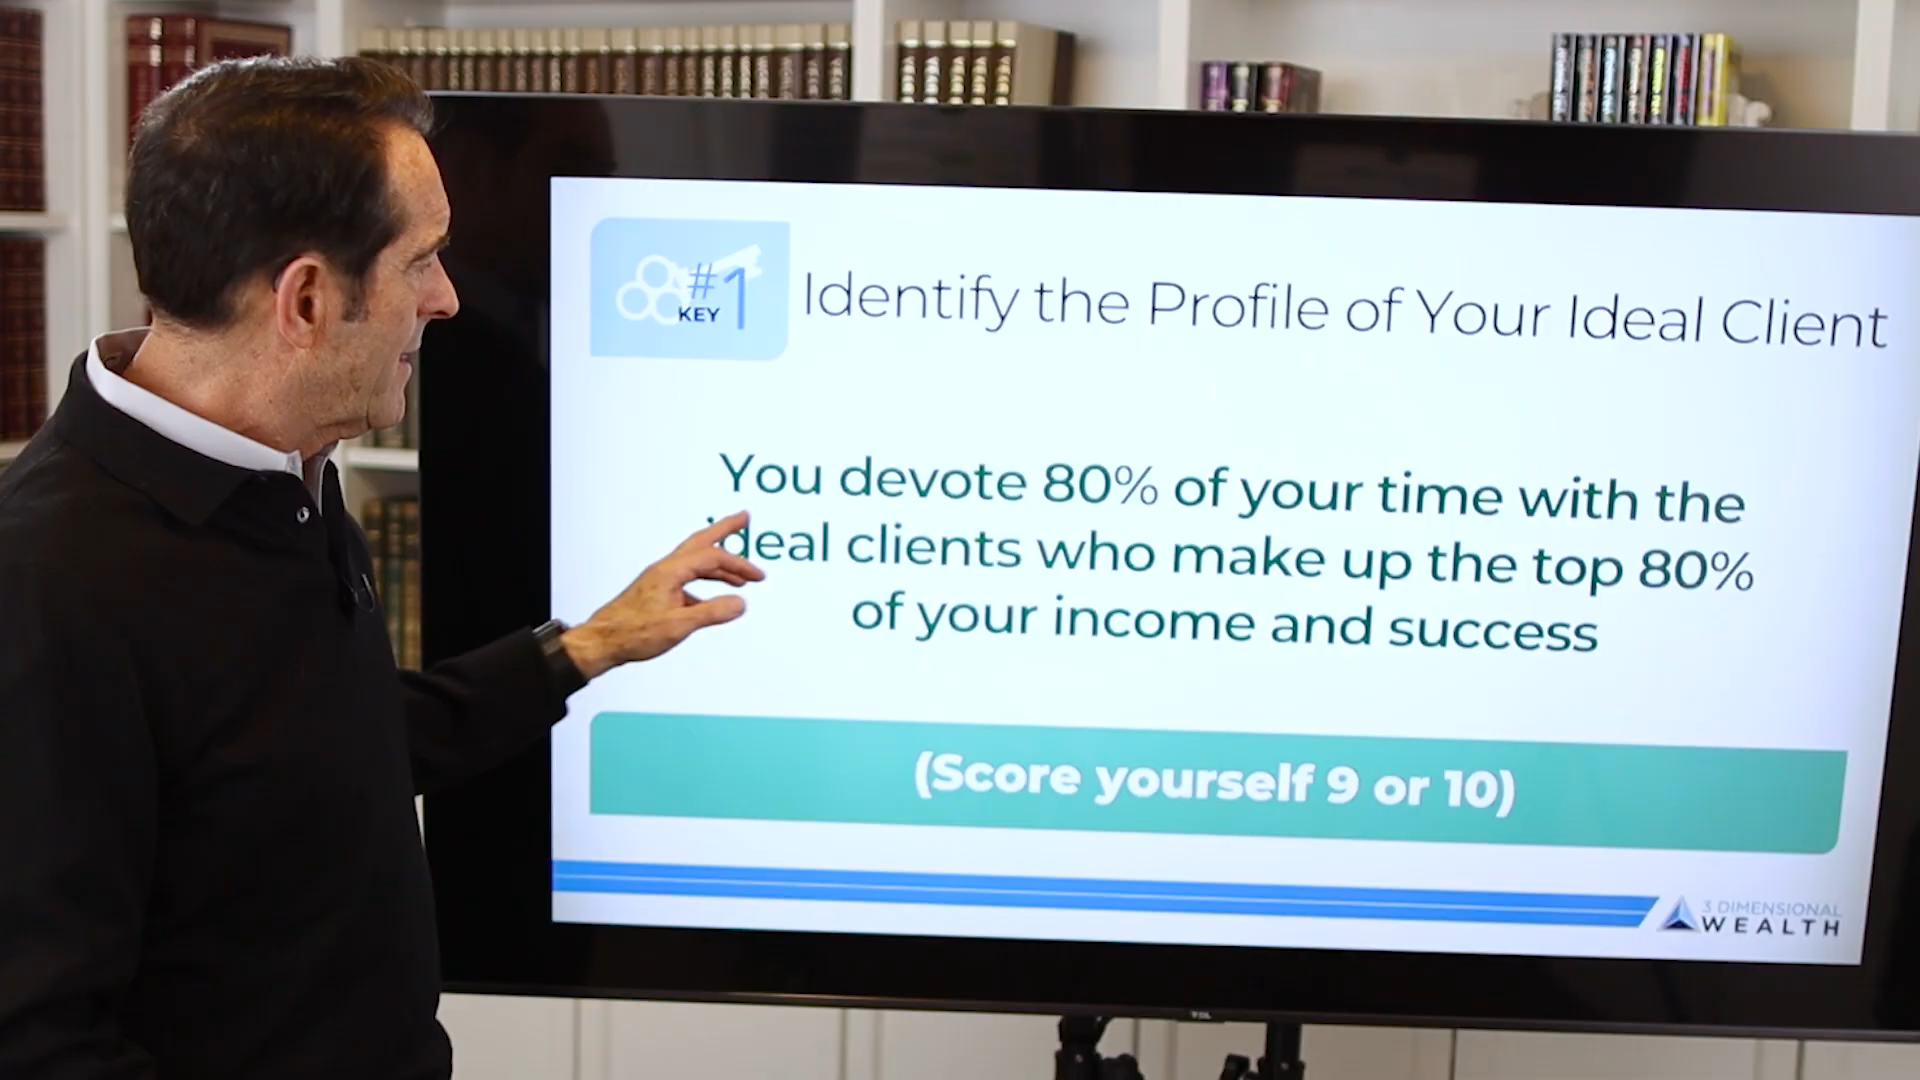 #1
KEY
Identify the Profile of Your Ideal Client
You devote 80% of your time with the
ideal clients who make up the top 80%
of your income and success
(Score yourself 9 or 10)
3 DIMENSIONAL
WEALTH
TCL